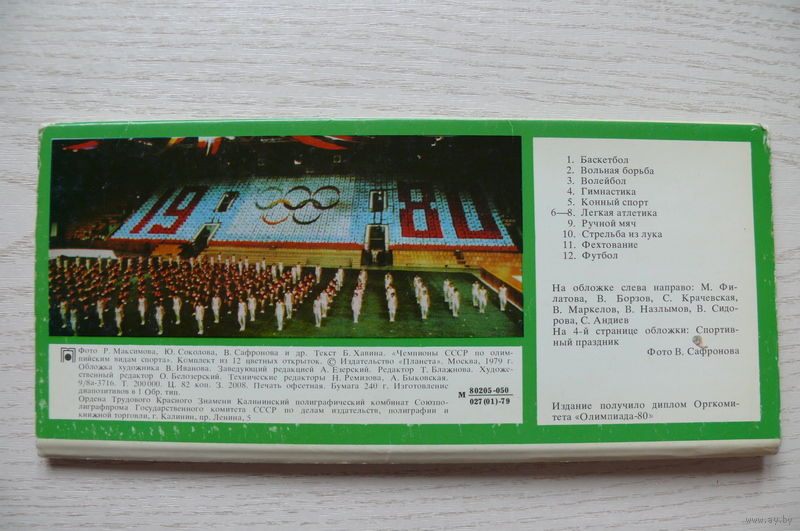 19 80
Фото Р. Максимова, Ю. Соколова, В. Сафронова и др. Текст Б. Хавина. «Чемпионы СССР по олим-
пийским видам спорта». Комплект из 12 цветных открыток. © Издательство «Планета». Москва, 1979 г.
Обложка художника В. Иванова. Заведующий редакцией А. Езерский. Редактор Т. Блажнова. Художе-
ственный редактор О. Белозерский. Технические редакторы Н. Ремизова, А. Быковская.
9/8а-3716. Т. 200 000. Ц. 82 коп. З. 2008. Печать офсетная. Бумага 240 г. Изготовление
диапозитивов в 1 Обр. тип.
Ордена Трудового Красного Знамени Калининский полиграфический комбинат Союзпо-
лиграфпрома Государственного комитета СССР по делам издательств, полиграфии и
книжной торговли, г. Калинин, пр. Ленина, 5.
М 80205-050
027(01)-79
1. Баскетбол
2. Вольная борьба
3. Волейбол
4. Гимнастика
5. Конный спорт
6—8. Легкая атлетика
9. Ручной мяч
10. Стрельба из лука
11. Фехтование
12. Футбол
На обложке слева направо: М. Фи-
латова, В. Борзов, С. Крачевская,
В. Маркелов, В. Назлымов, В. Сидо-
рова, С. Андиев
На 4-й странице обложки: Спортив-
ный праздник
Фото В. Сафронова
Издание получило диплом Оргкоми-
тета «Олимпиада-80»
www.ay.by